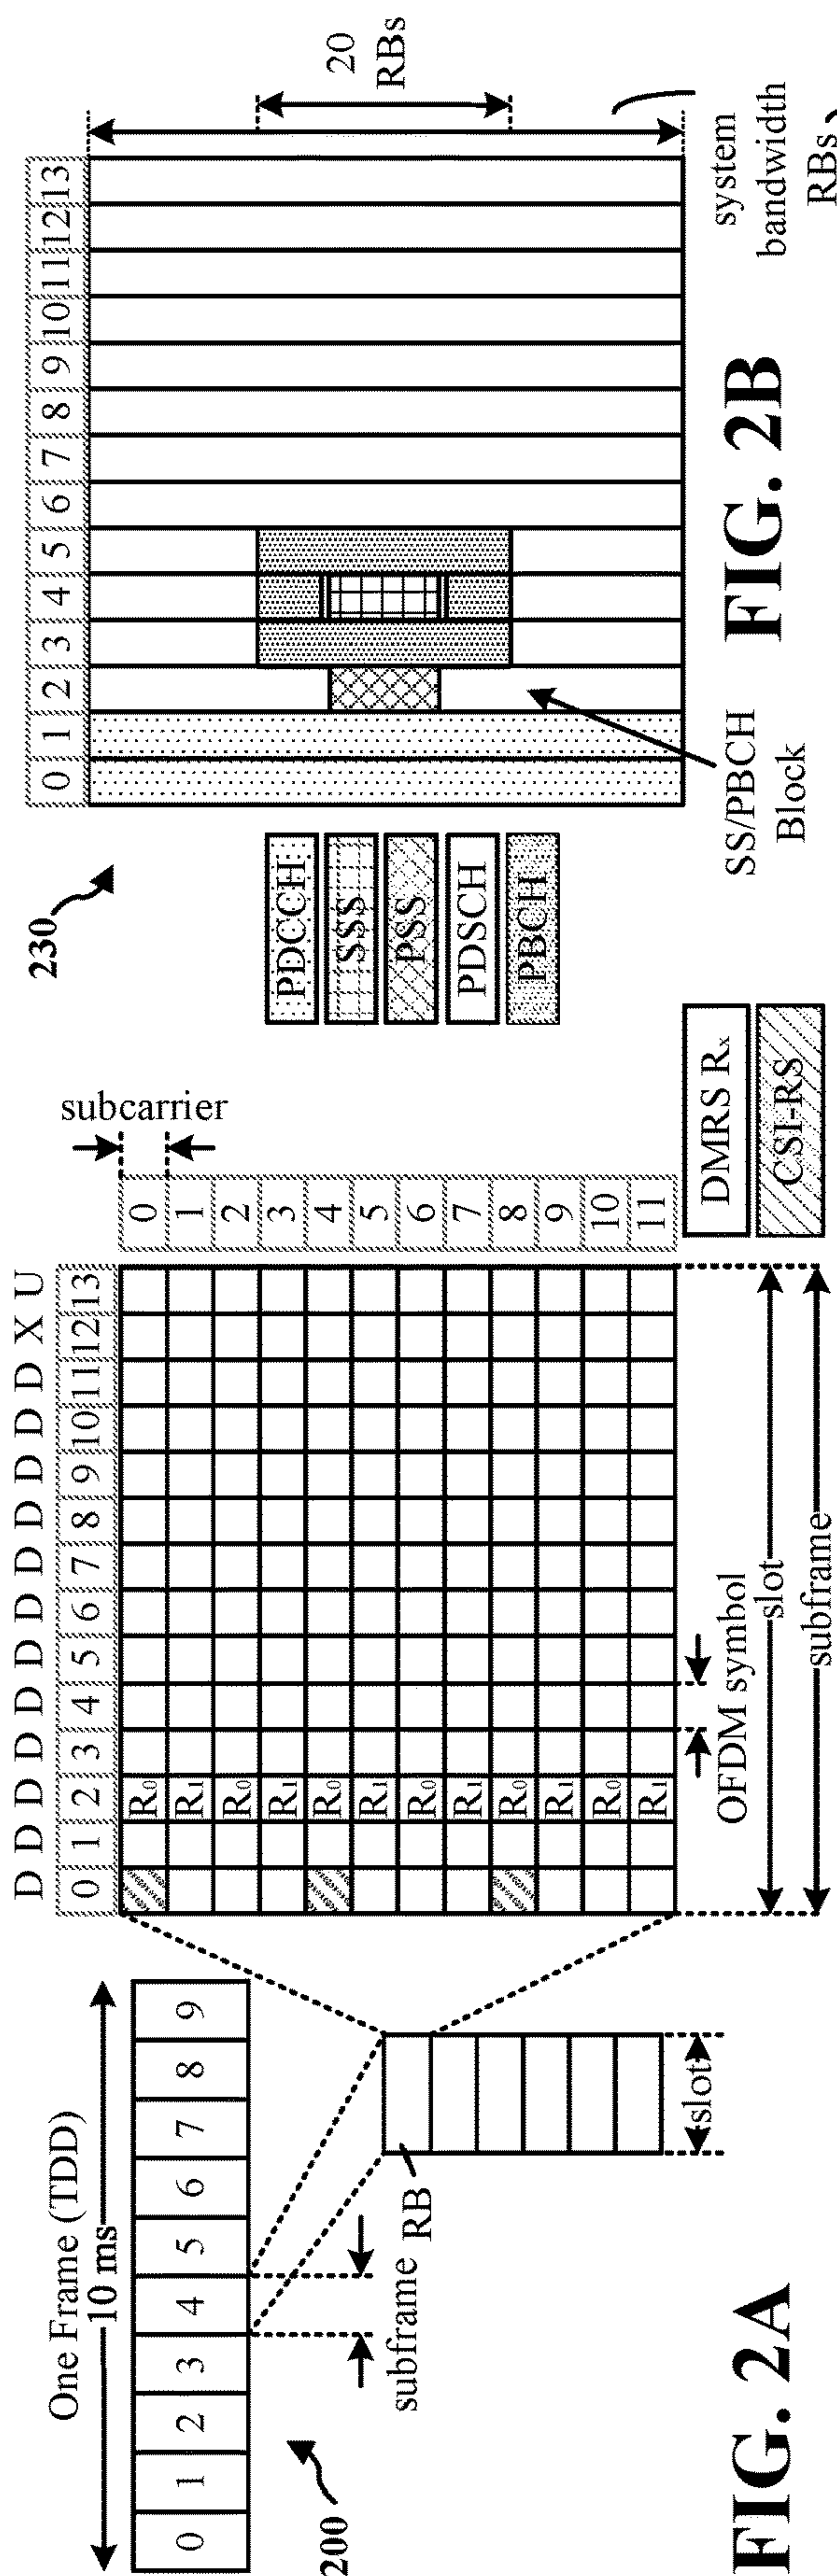 One Frame (TDD)
10 ms
0 1 2 3 4 5 6 7 8 9
200
subframe
RB
slot
FIG. 2A
D D D D D D D D D D D D X U
0 1 2 3 4 5 6 7 8 9 10 11 12 13
subcarrier
R₀ 0
R₁ 1
R₀ 2
R₁ 3
R₀ 4
R₁ 5
R₀ 6
R₁ 7
R₀ 8
R₁ 9
R₀ 10
R₁ 11
OFDM symbol
slot
subframe
DMRS Rₓ
CSI-RS
230
PDCCH
SSS
PSS
PDSCH
PBCH
0 1 2 3 4 5 6 7 8 9 10 11 12 13
20
RBs
SS/PBCH
Block
system
bandwidth
RBs
FIG. 2B